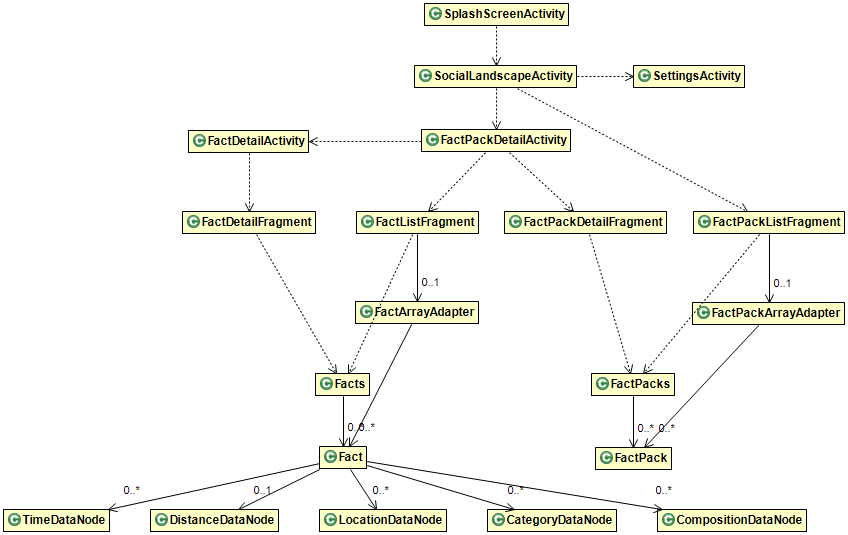 C SplashScreenActivity
C SocialLandscapeActivity
C SettingsActivity
C FactDetailActivity
C FactPackDetailActivity
C FactDetailFragment
C FactListFragment
C FactPackDetailFragment
C FactPackListFragment
0..1
0..1
C FactArrayAdapter
C FactPackArrayAdapter
C Facts
C FactPacks
0..*
0..*
0..*
0..*
C Fact
C FactPack
0..*
0..1
0..*
0..*
0..*
C TimeDataNode
C DistanceDataNode
C LocationDataNode
C CategoryDataNode
C CompositionDataNode